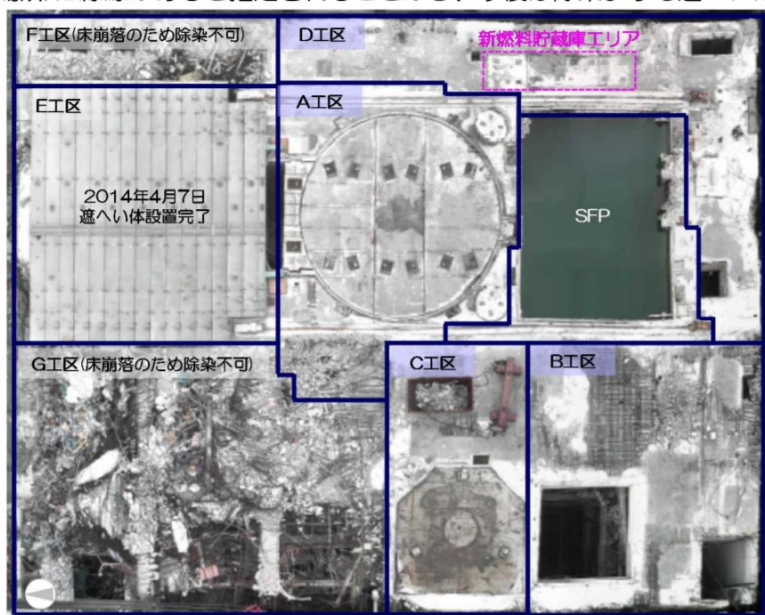 F工区(床崩落のため除染不可)
D工区
新燃料貯蔵庫エリア
E工区
A工区
2014年4月7日
遮へい体設置完了
SFP
G工区(床崩落のため除染不可)
C工区
B工区